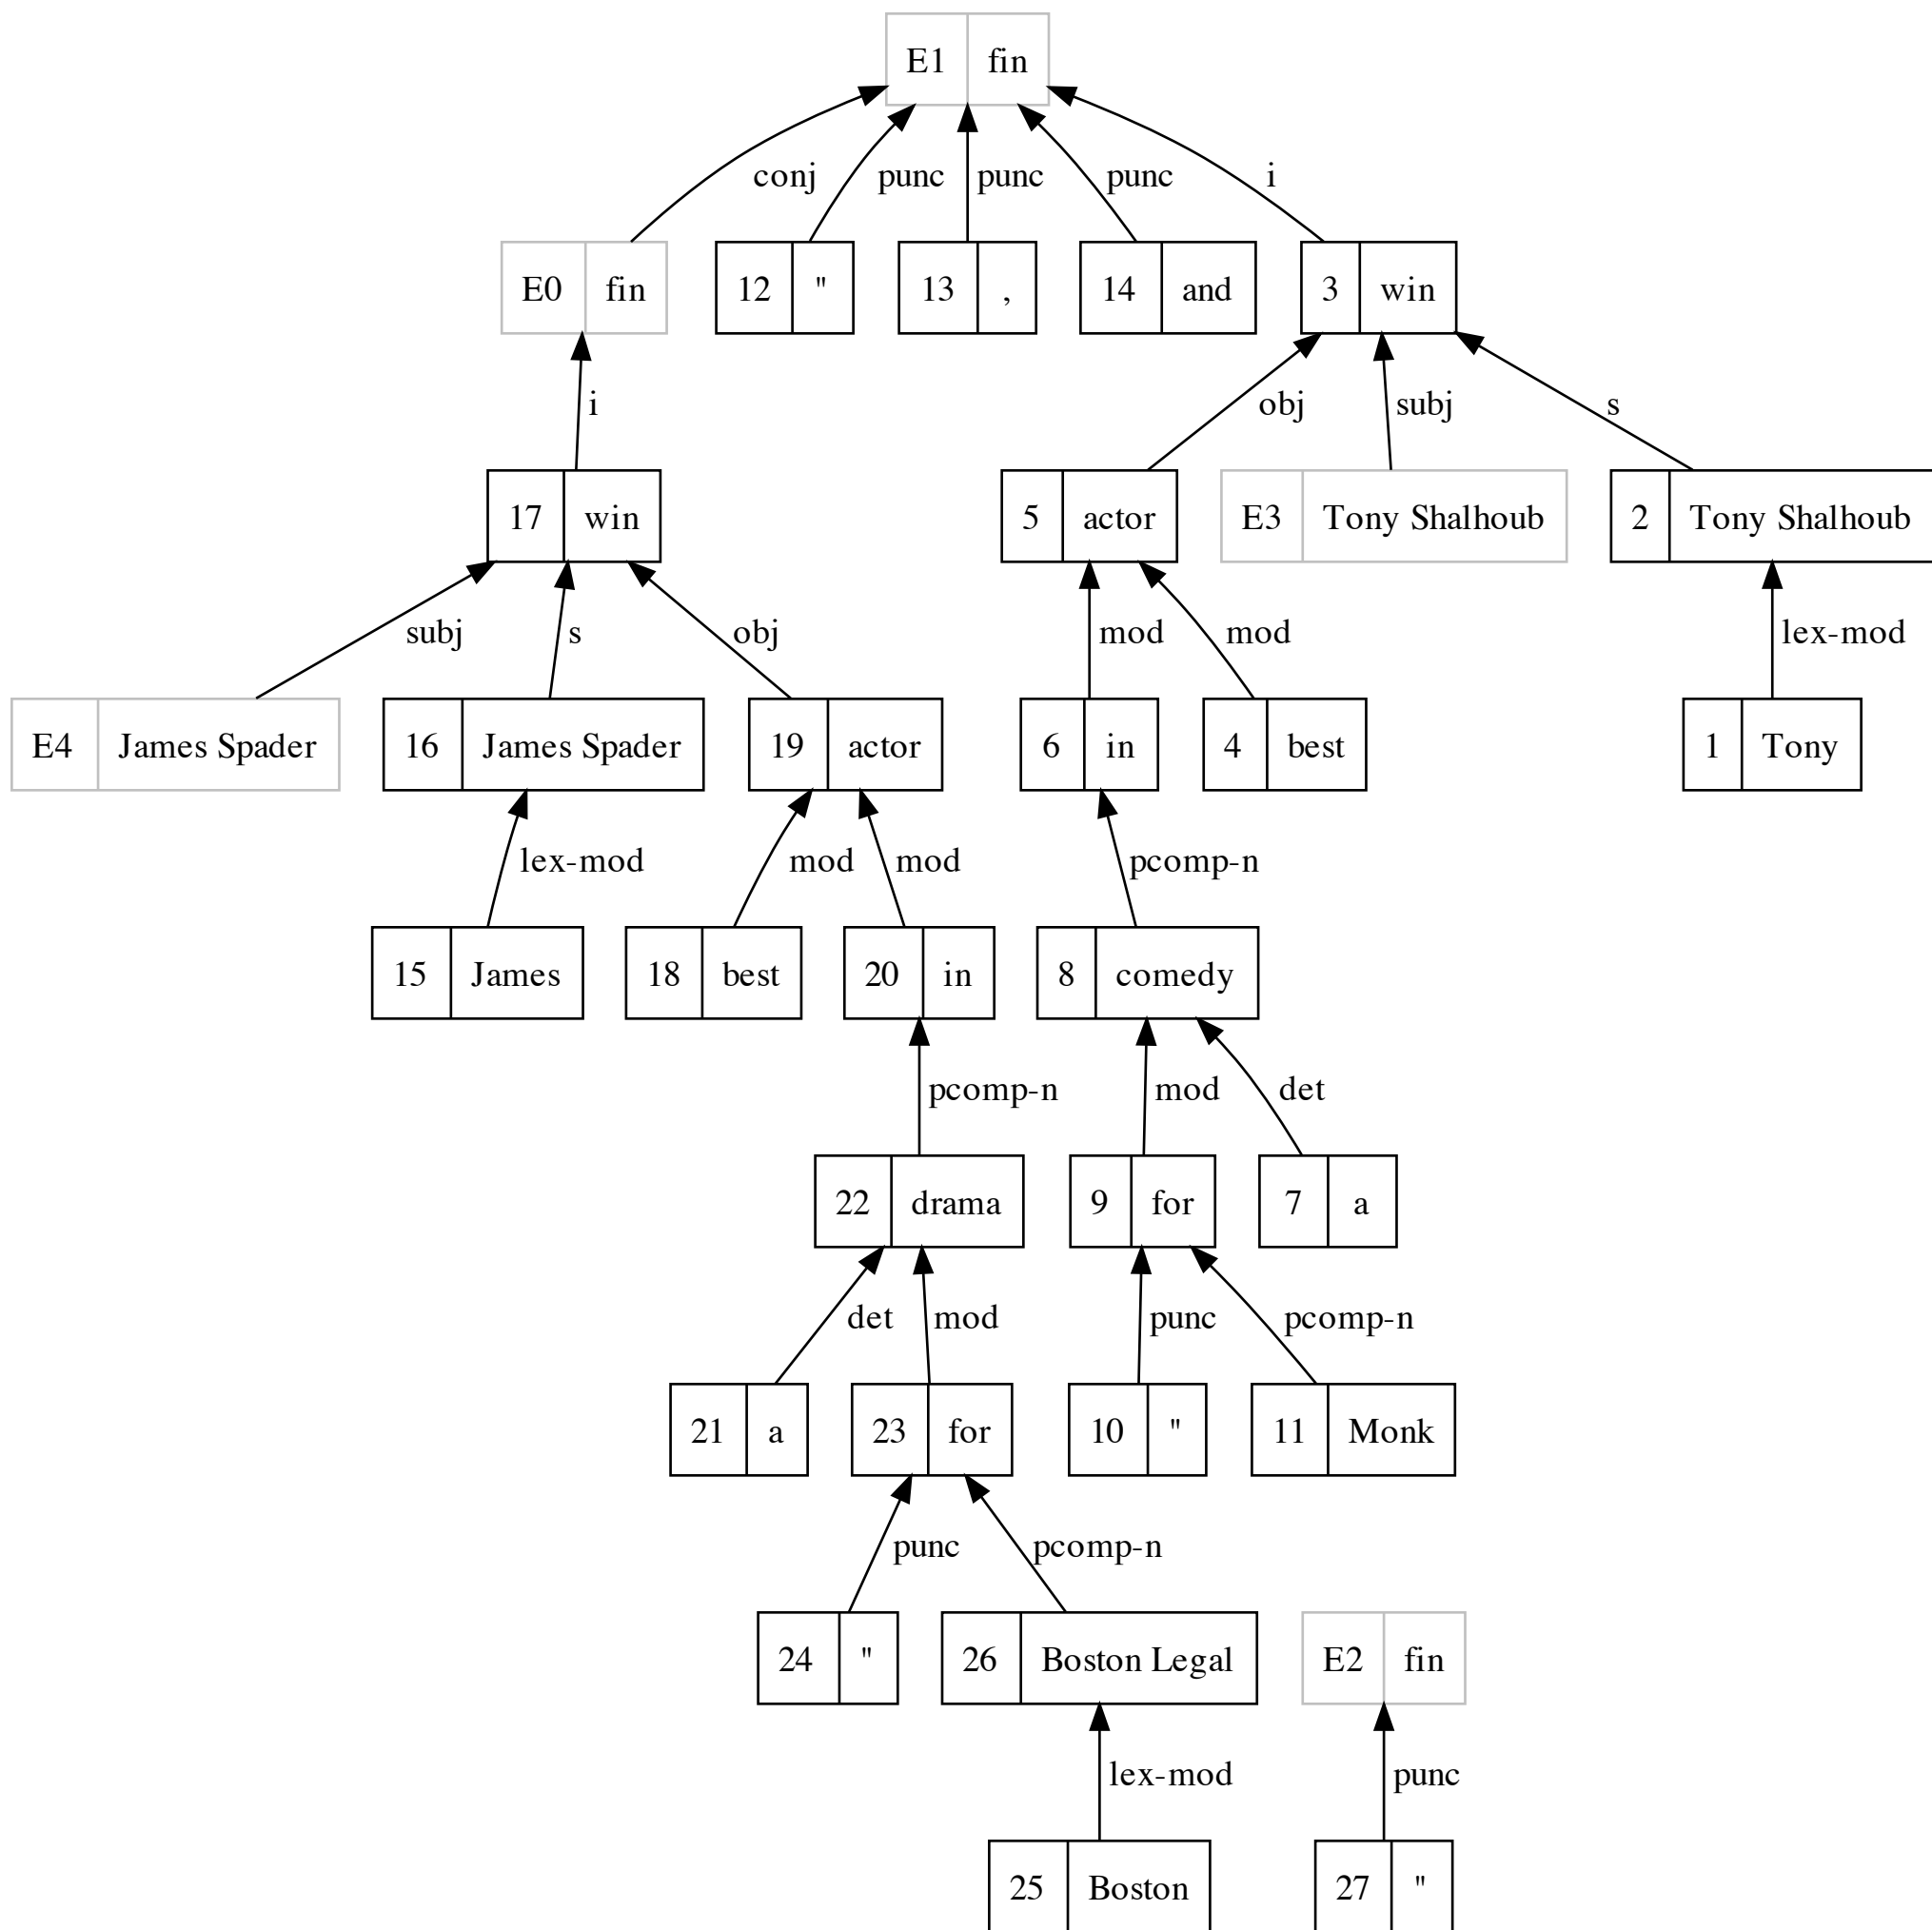 E1 fin
conj punc punc punc i
E0 fin 12 " 13 , 14 and 3 win
i obj subj s
17 win 5 actor E3 Tony Shalhoub 2 Tony Shalhoub
subj s obj mod mod lex-mod
E4 James Spader 16 James Spader 19 actor 6 in 4 best 1 Tony
lex-mod mod mod pcomp-n
15 James 18 best 20 in 8 comedy
pcomp-n mod det
22 drama 9 for 7 a
det mod punc pcomp-n
21 a 23 for 10 " 11 Monk
punc pcomp-n
24 " 26 Boston Legal E2 fin
lex-mod punc
25 Boston 27 "